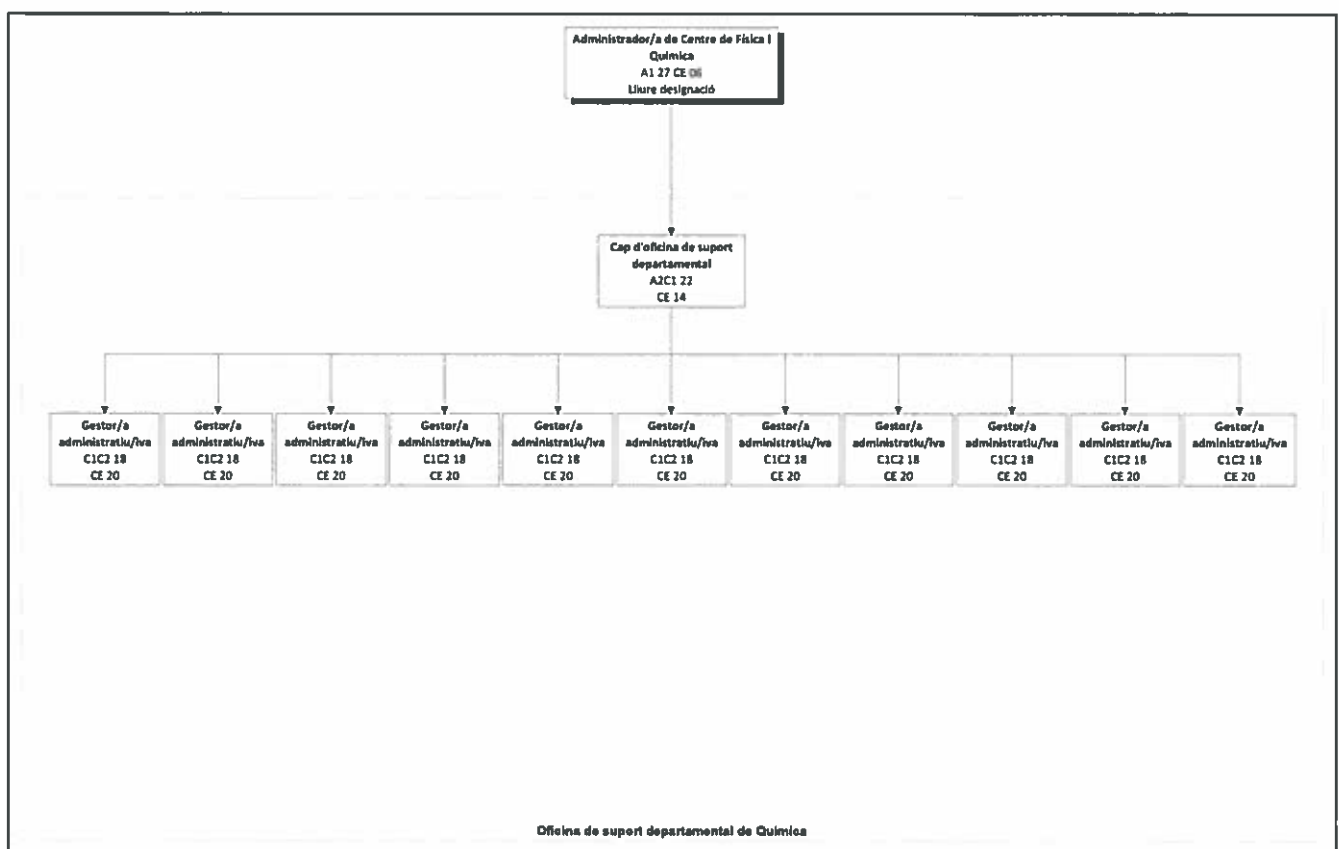 Administrador/a de Centre de Física i
Química
A1 27 CE
Lliure designació
Cap d'oficina de suport
departamental
A2C1 22
CE 14
Gestor/a
administratiu/iva
C1C2 18
CE 20
Gestor/a
administratiu/iva
C1C2 18
CE 20
Gestor/a
administratiu/iva
C1C2 18
CE 20
Gestor/a
administratiu/iva
C1C2 18
CE 20
Gestor/a
administratiu/iva
C1C2 18
CE 20
Gestor/a
administratiu/iva
C1C2 18
CE 20
Gestor/a
administratiu/iva
C1C2 18
CE 20
Gestor/a
administratiu/iva
C1C2 18
CE 20
Gestor/a
administratiu/iva
C1C2 18
CE 20
Gestor/a
administratiu/iva
C1C2 18
CE 20
Gestor/a
administratiu/iva
C1C2 18
CE 20
Oficina de suport departamental de Química